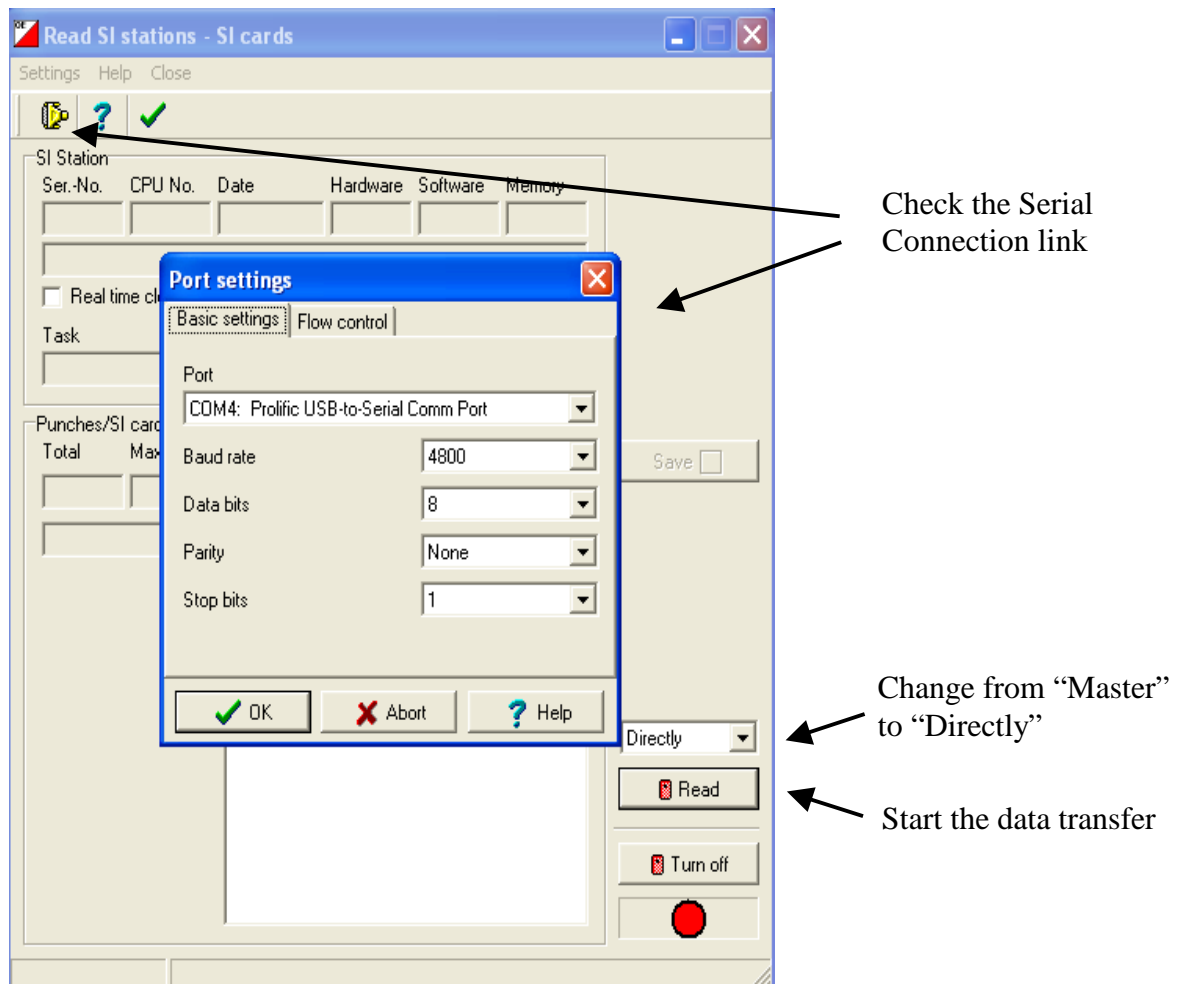 Read SI stations - SI cards
Settings Help Close
SI Station
Ser.-No. CPU No. Date Hardware Software Memory
Check the Serial
Connection link
Port settings
Real time cl
Basic settings Flow control
Task
Port
COM4: Prolific USB-to-Serial Comm Port
Punches/SI card
Total Max
Baud rate 4800
Save
Data bits 8
Parity None
Stop bits 1
OK Abort ? Help
Change from “Master”
to “Directly”
Directly
Read
Start the data transfer
Turn off